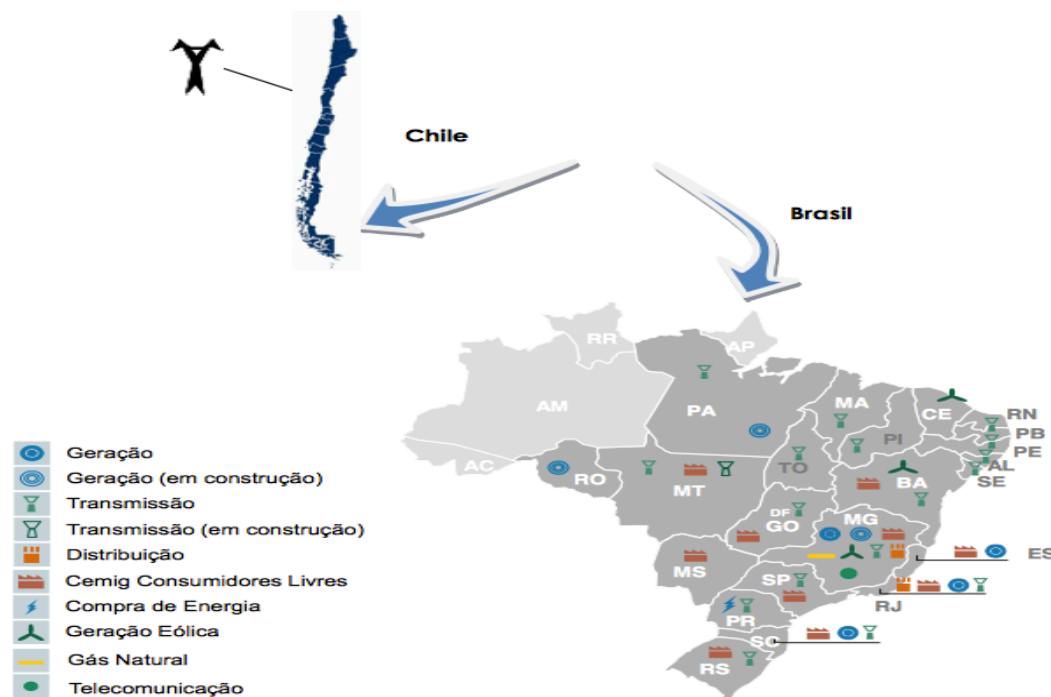 Chile
Brasil
RR
AP
AM
PA
MA
CE
RN
PB
PE
AL
SE
PI
TO
AC
RO
MT
BA
DF
GO
MG
ES
MS
SP
RJ
PR
SC
RS
Geração
Geração (em construção)
Transmissão
Transmissão (em construção)
Distribuição
Cemig Consumidores Livres
Compra de Energia
Geração Eólica
Gás Natural
Telecomunicação